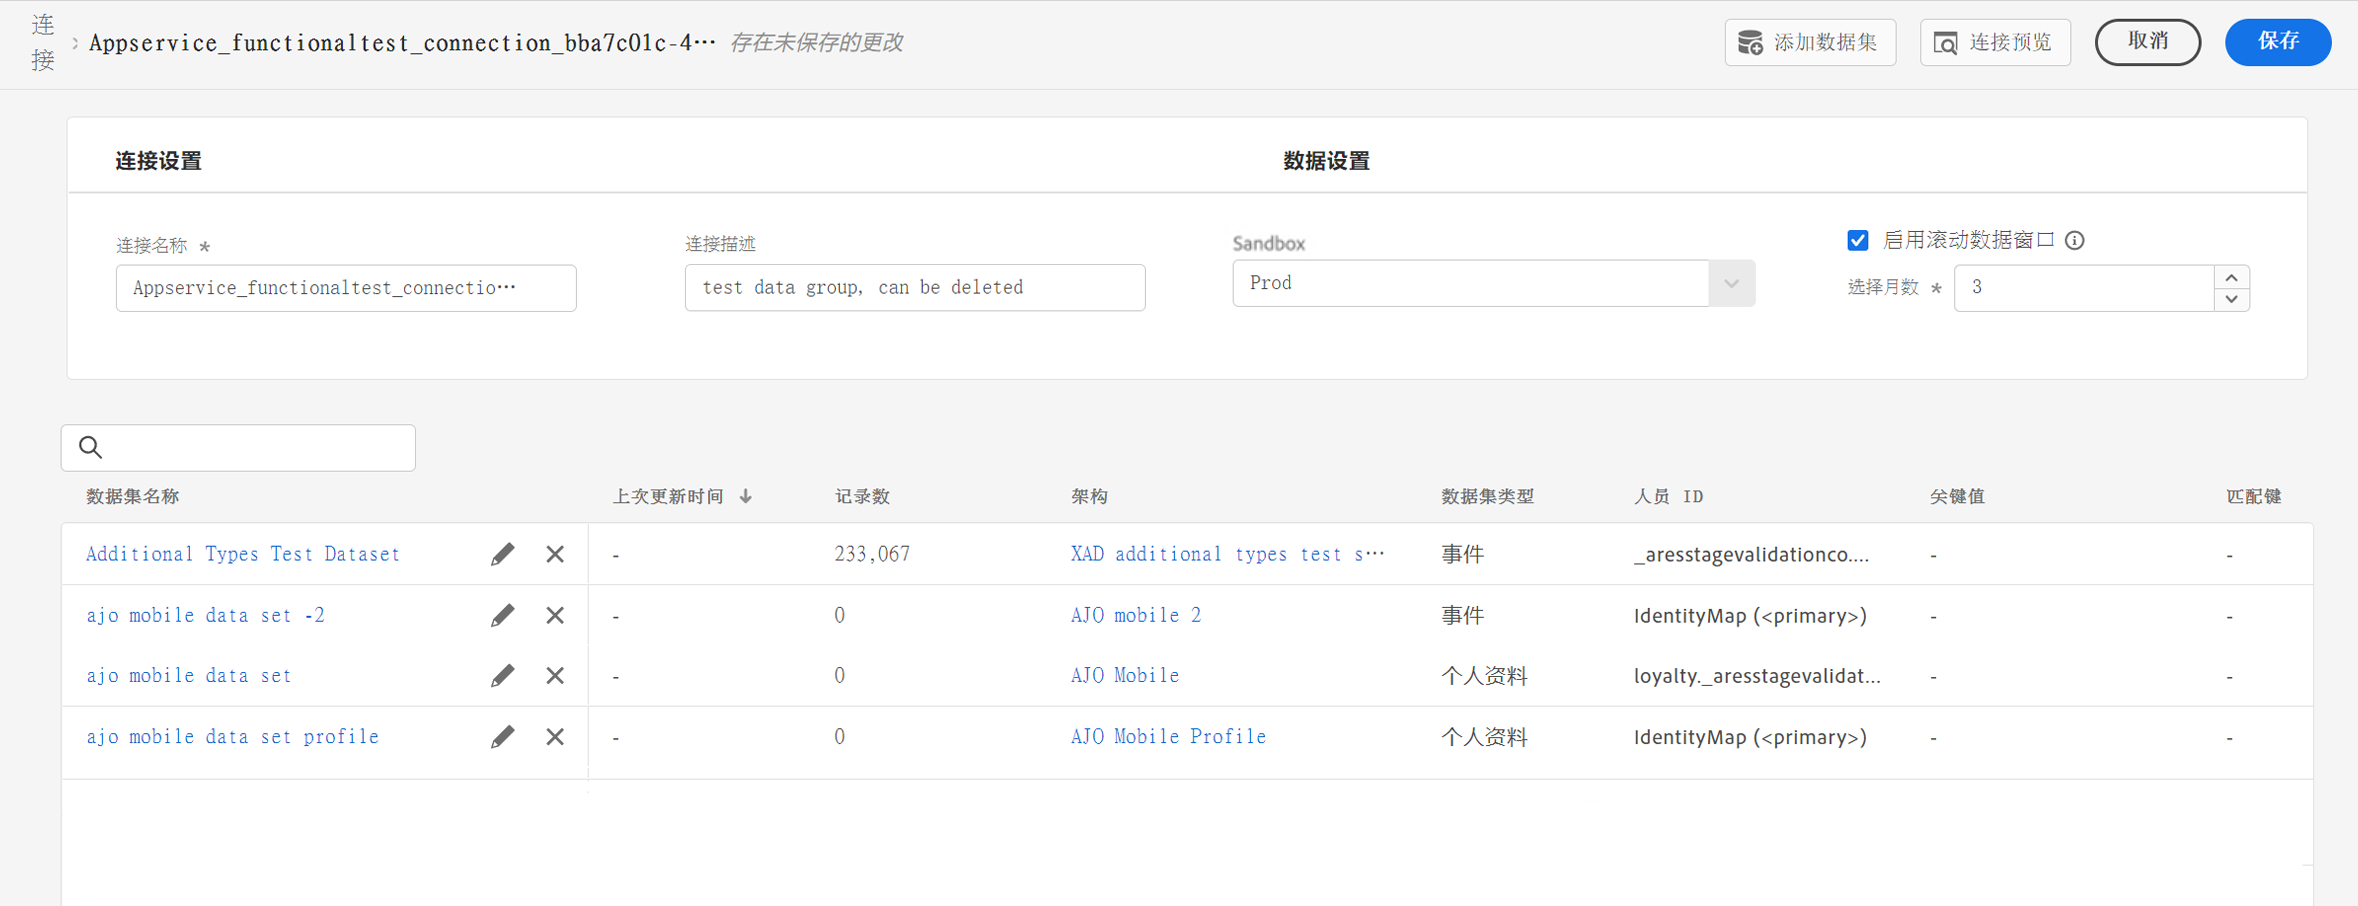 连接 › Appservice_functionaltest_connection_bba7c01c-4… 存在未保存的更改 添加数据集 连接预览 取消 保存
连接设置 数据设置
连接名称 * 连接描述 Sandbox 启用滚动数据窗口
Appservice_functionaltest_connectio… test data group, can be deleted Prod 选择月数 * 3
数据集名称 上次更新时间 ↓ 记录数 架构 数据集类型 人员 ID 关键值 匹配键
Additional Types Test Dataset - 233,067 XAD additional types test s… 事件 _aresstagevalidationco.... - -
ajo mobile data set -2 - 0 AJO mobile 2 事件 IdentityMap (<primary>) - -
ajo mobile data set - 0 AJO Mobile 个人资料 loyalty._aresstagevalidat... - -
ajo mobile data set profile - 0 AJO Mobile Profile 个人资料 IdentityMap (<primary>) - -